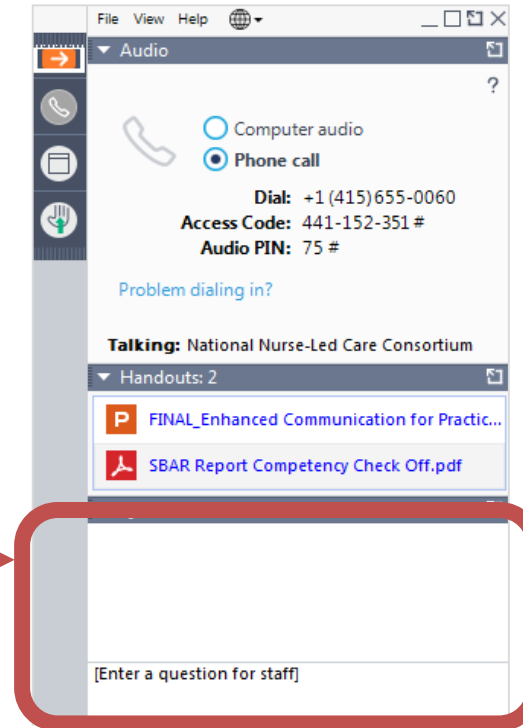 File View Help
Audio
?
Computer audio
Phone call
Dial: +1 (415) 655-0060
Access Code: 441-152-351 #
Audio PIN: 75 #
Problem dialing in?
Talking: National Nurse-Led Care Consortium
Handouts: 2
P FINAL_Enhanced Communication for Practic...
SBAR Report Competency Check Off.pdf
[Enter a question for staff]